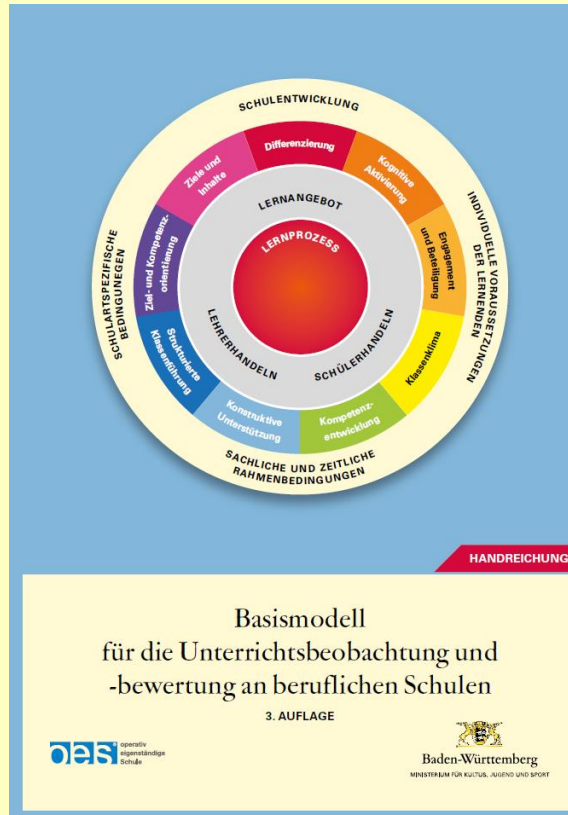 SCHULENTWICKLUNG
Differenzierung
Kognitive
Aktivierung
Engagement
und Beteiligung
Klassenklima
Kompetenz-
entwicklung
Konstruktive
Unterstützung
Strukturierte
Klassenführung
Ziel- und Kompetenz-
orientierung
Ziele und
Inhalte
LERNANGEBOT
LERNPROZESS
LEHRERHANDELN
SCHÜLERHANDELN
SCHULARTSPEZIFISCHE
BEDINGUNEGEN
INDIVIDUELLE VORAUSSETZUNGEN
DER LERNENDEN
SACHLICHE UND ZEITLICHE
RAHMENBEDINGUNGEN
HANDREICHUNG
Basismodell
für die Unterrichtsbeobachtung und
-bewertung an beruflichen Schulen
3. AUFLAGE
oes
operativ
eigenständige
Schule
Baden-Württemberg
MINISTERIUM FÜR KULTUS, JUGEND UND SPORT